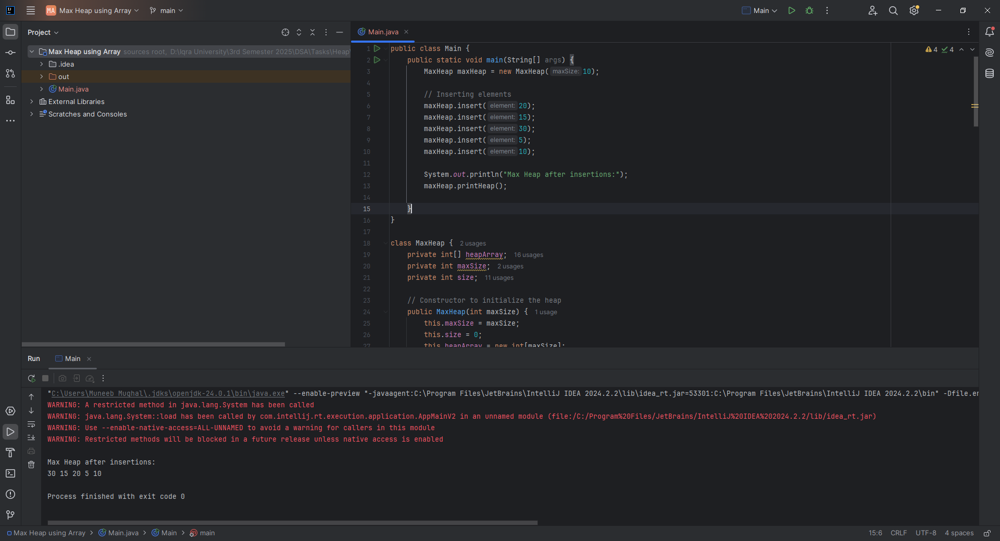 MA Max Heap using Array main Main
Project
Max Heap using Array sources root, D:\Iqra University\3rd Semester 2025\DSA\Tasks\Heap\
.idea
out
Main.java
External Libraries
Scratches and Consoles
Main.java
4 4
1 public class Main {
2 public static void main(String[] args) {
3 MaxHeap maxHeap = new MaxHeap( maxSize: 10);
4
5 // Inserting elements
6 maxHeap.insert( element: 20);
7 maxHeap.insert( element: 15);
8 maxHeap.insert( element: 30);
9 maxHeap.insert( element: 5);
10 maxHeap.insert( element: 10);
11
12 System.out.println("Max Heap after insertions:");
13 maxHeap.printHeap();
14
15 }
16 }
17
18 class MaxHeap { 2 usages
19 private int[] heapArray; 16 usages
20 private int maxSize; 2 usages
21 private int size; 11 usages
22
23 // Constructor to initialize the heap
24 public MaxHeap(int maxSize) { 1 usage
25 this.maxSize = maxSize;
26 this.size = 0;
27 this.heapArray = new int[maxSize];
Run Main
"C:\Users\Muneeb Mughal\.jdks\openjdk-24.0.1\bin\java.exe" --enable-preview "-javaagent:C:\Program Files\JetBrains\IntelliJ IDEA 2024.2.2\lib\idea_rt.jar=53301:C:\Program Files\JetBrains\IntelliJ IDEA 2024.2.2\bin" -Dfile.en
WARNING: A restricted method in java.lang.System has been called
WARNING: java.lang.System::load has been called by com.intellij.rt.execution.application.AppMainV2 in an unnamed module (file:/C:/Program%20Files/JetBrains/IntelliJ%20IDEA%202024.2.2/lib/idea_rt.jar)
WARNING: Use --enable-native-access=ALL-UNNAMED to avoid a warning for callers in this module
WARNING: Restricted methods will be blocked in a future release unless native access is enabled
Max Heap after insertions:
30 15 20 5 10
Process finished with exit code 0
Max Heap using Array > Main.java > Main > main
15:6 CRLF UTF-8 4 spaces